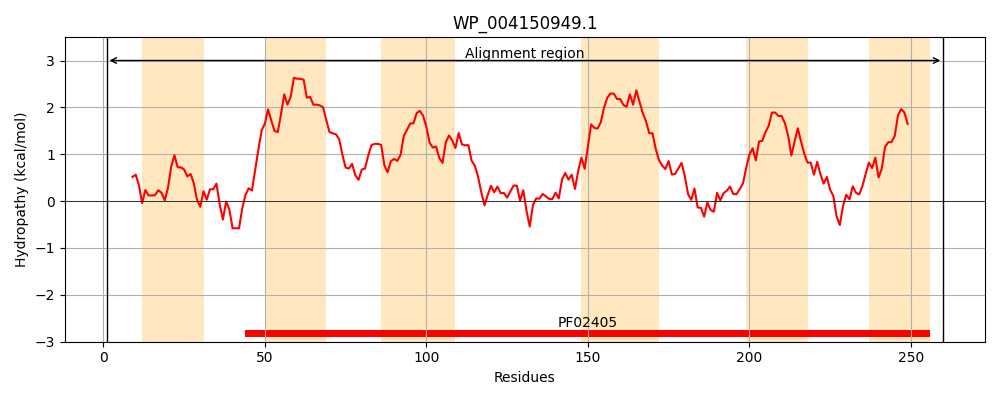 WP_004150949.1
Alignment region
3
2
1
0
−1
−2
−3
Hydropathy (kcal/mol)
PF02405
0 50 100 150 200 250
Residues